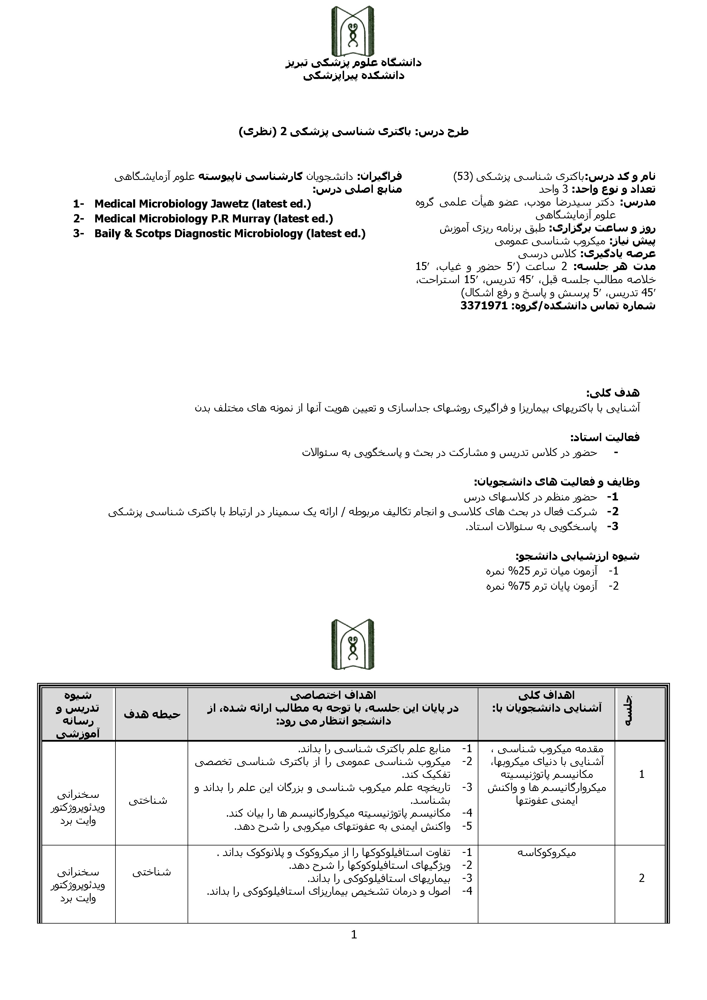 دانشگاه علوم پزشکی تبریز
دانشکده پیراپزشکی
طرح درس: باکتری شناسی پزشکی 2 (نظری)
نام و کد درس:باکتری شناسی پزشکی (53)
تعداد و نوع واحد: 3 واحد
مدرس: دکتر سیدرضا مودب، عضو هیأت علمی گروه
علوم آزمایشگاهی
روز و ساعت برگزاری: طبق برنامه ریزی آموزش
پیش نیاز: میکروب شناسی عمومی
عرصه یادگیری: کلاس درسی
مدت هر جلسه: 2 ساعت (′5 حضور و غیاب، ′15
خلاصه مطالب جلسه قبل، ′45 تدریس، ′15 استراحت،
′45 تدریس، ′5 پرسش و پاسخ و رفع اشکال)
شماره تماس دانشکده/گروه: 3371971
فراگیران: دانشجویان کارشناسی ناپیوسته علوم آزمایشگاهی
منابع اصلی درس:
1- Medical Microbiology Jawetz (latest ed.)
2- Medical Microbiology P.R Murray (latest ed.)
3- Baily & Scotps Diagnostic Microbiology (latest ed.)
هدف کلی:
آشنایی با باکتریهای بیماریزا و فراگیری روشهای جداسازی و تعیین هویت آنها از نمونه های مختلف بدن
فعالیت استاد:
- حضور در کلاس تدریس و مشارکت در بحث و پاسخگویی به سئوالات
وظایف و فعالیت های دانشجویان:
1- حضور منظم در کلاسهای درس
2- شرکت فعال در بحث های کلاسی و انجام تکالیف مربوطه / ارائه یک سمینار در ارتباط با باکتری شناسی پزشکی
3- پاسخگویی به سئوالات استاد.
شیوه ارزشیابی دانشجو:
1- آزمون میان ترم 25% نمره
2- آزمون پایان ترم 75% نمره
جلسه
اهداف کلی
آشنایی دانشجویان با:
اهداف اختصاصی
در پایان این جلسه، با توجه به مطالب ارائه شده، از
دانشجو انتظار می رود:
حیطه هدف
شیوه
تدریس و
رسانه
آموزشی
1
مقدمه میکروب شناسی ،
آشنایی با دنیای میکروبها،
مکانیسم پاتوژنیسیته
میکروارگانیسم ها و واکنش
ایمنی عفونتها
1- منابع علم باکتری شناسی را بداند.
2- میکروب شناسی عمومی را از باکتری شناسی تخصصی
تفکیک کند.
3- تاریخچه علم میکروب شناسی و بزرگان این علم را بداند و
بشناسد.
4- مکانیسم پاتوژنیسیته میکروارگانیسم ها را بیان کند.
5- واکنش ایمنی به عفونتهای میکروبی را شرح دهد.
شناختی
سخنرانی
ویدئوپروژکتور
وایت برد
2
میکروکوکاسه
1- تفاوت استافیلوکوکها را از میکروکوک و پلانوکوک بداند .
2- ویژگیهای استافیلوکوکها را شرح دهد.
3- بیماریهای استافیلوکوکی را بداند.
4- اصول و درمان تشخیص بیماریزای استافیلوکوکی را بداند.
شناختی
سخنرانی
ویدئوپروژکتور
وایت برد
1